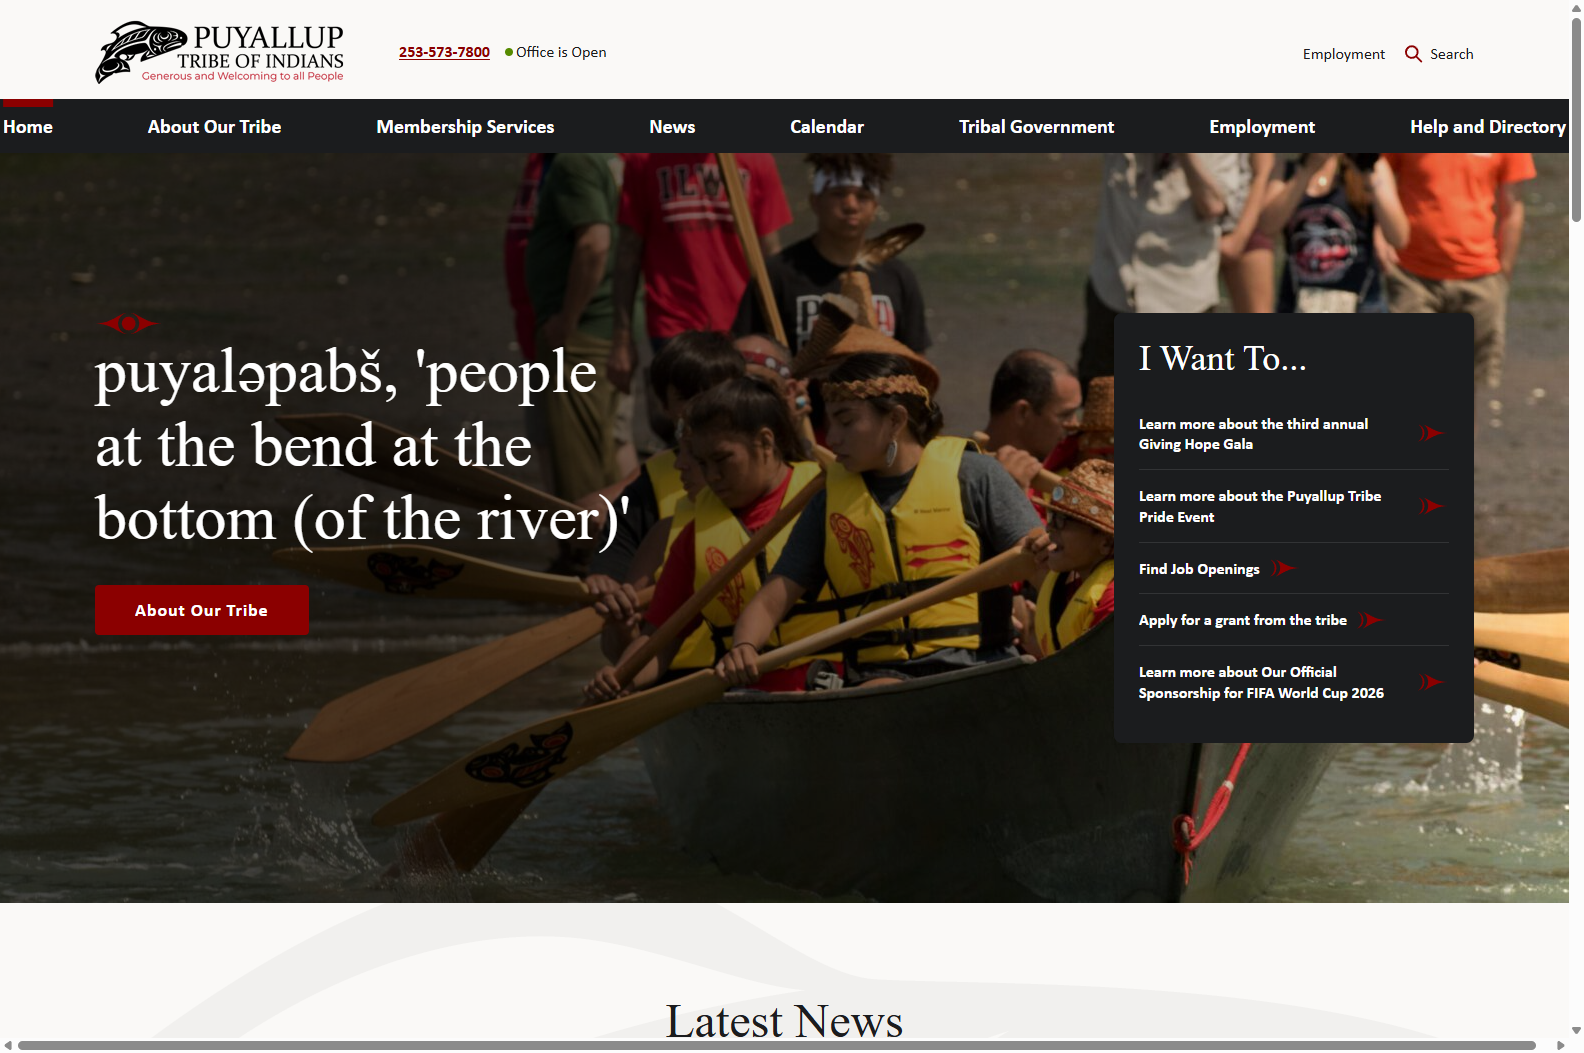 PUYALLUP
TRIBE OF INDIANS
Generous and Welcoming to all People
253-573-7800
Office is Open
Employment
Search
Home
About Our Tribe
Membership Services
News
Calendar
Tribal Government
Employment
Help and Directory
puyaləpabš, 'people
at the bend at the
bottom (of the river)'
About Our Tribe
I Want To...
Learn more about the third annual
Giving Hope Gala
Learn more about the Puyallup Tribe
Pride Event
Find Job Openings
Apply for a grant from the tribe
Learn more about Our Official
Sponsorship for FIFA World Cup 2026
Latest News